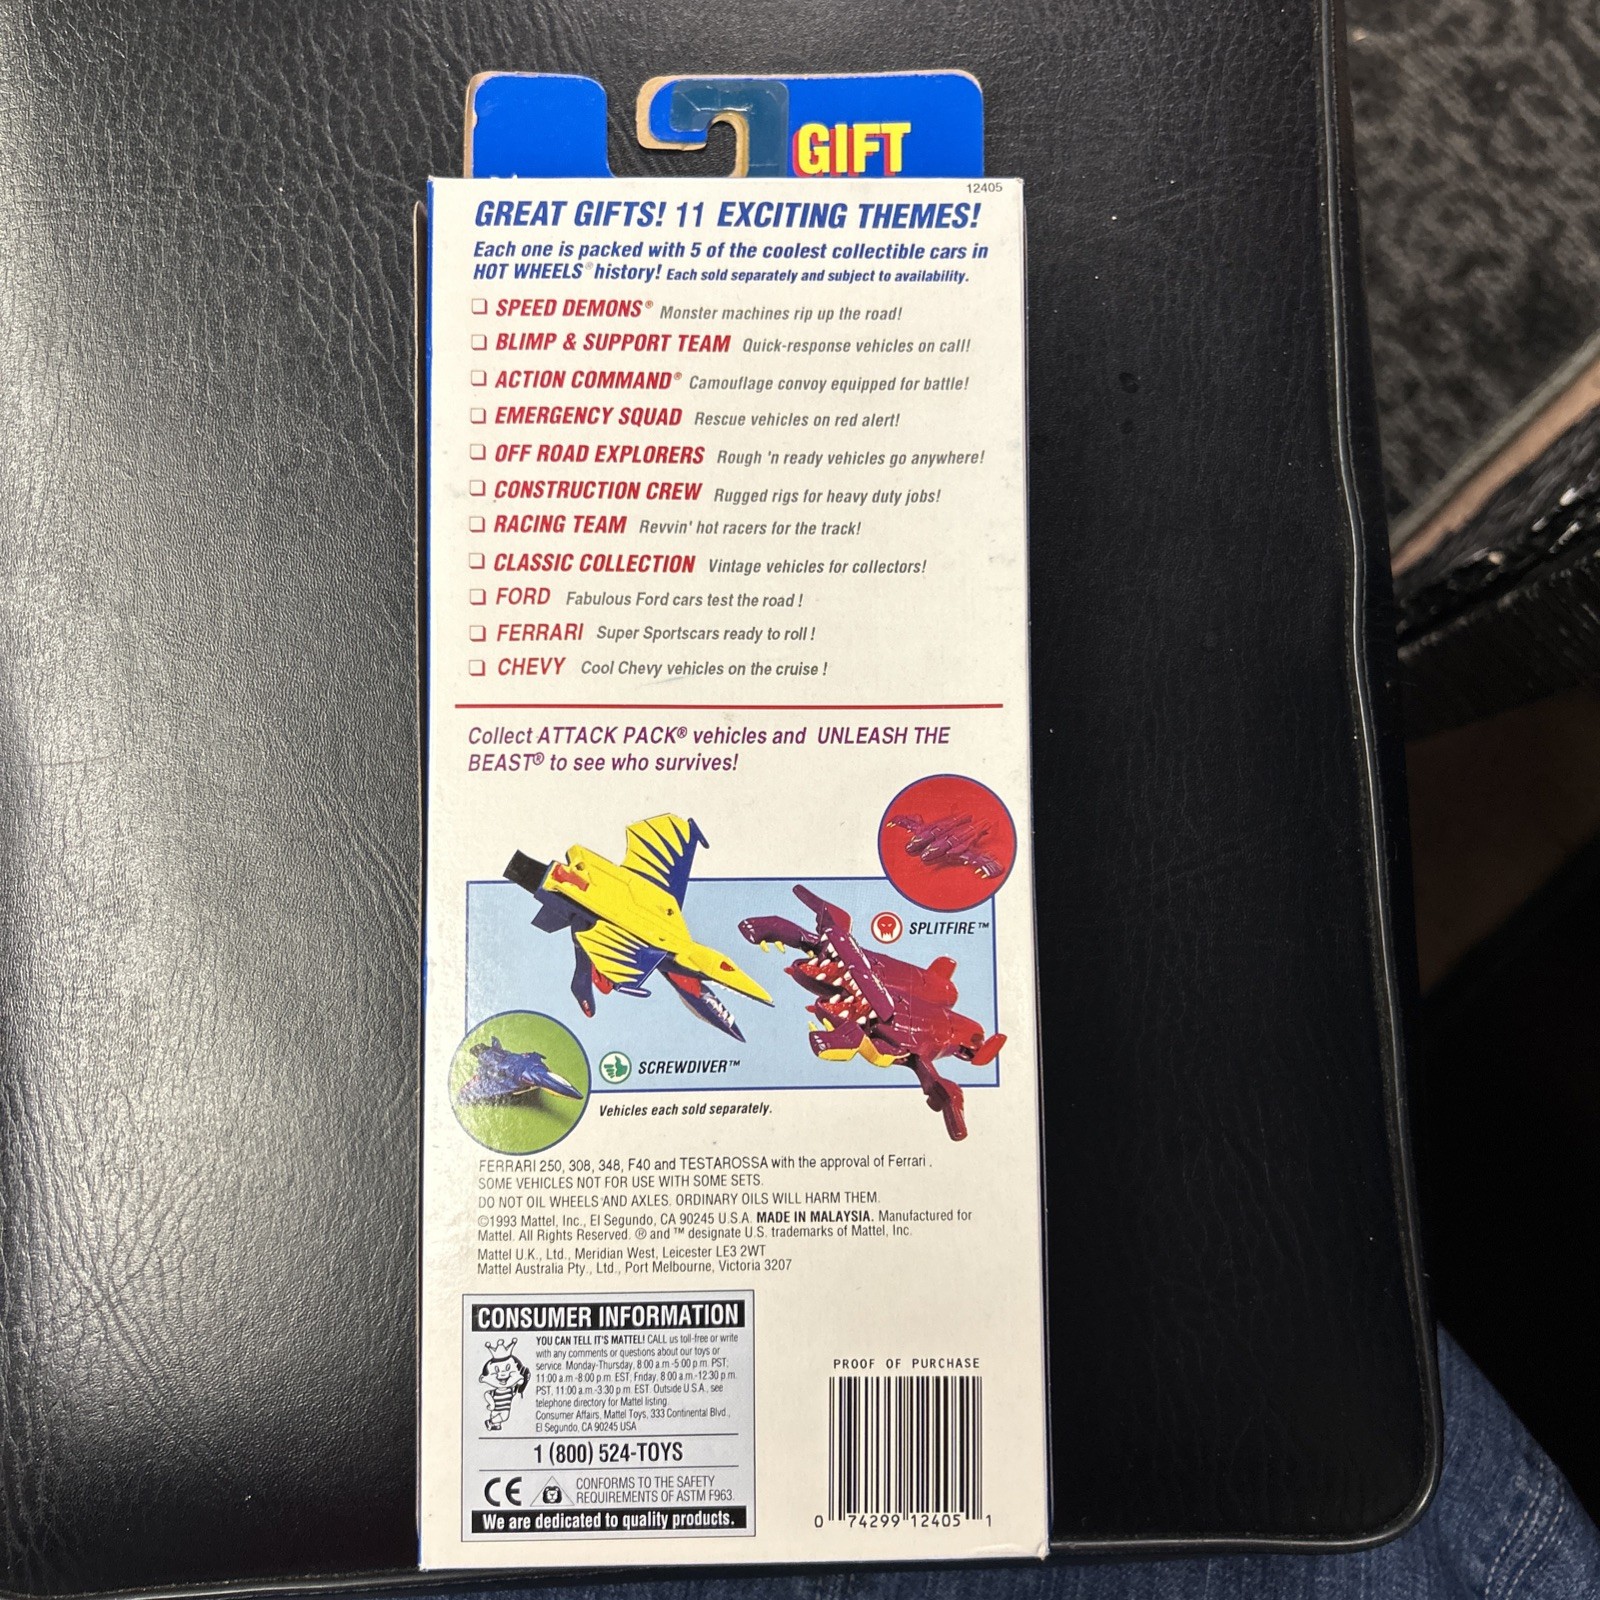 GIFT
12405
GREAT GIFTS! 11 EXCITING THEMES!
Each one is packed with 5 of the coolest collectible cars in
HOT WHEELS® history! Each sold separately and subject to availability.
❏ SPEED DEMONS® Monster machines rip up the road!
❏ BLIMP & SUPPORT TEAM Quick-response vehicles on call!
❏ ACTION COMMAND® Camouflage convoy equipped for battle!
❏ EMERGENCY SQUAD Rescue vehicles on red alert!
❏ OFF ROAD EXPLORERS Rough 'n ready vehicles go anywhere!
❏ CONSTRUCTION CREW Rugged rigs for heavy duty jobs!
❏ RACING TEAM Revvin' hot racers for the track!
❏ CLASSIC COLLECTION Vintage vehicles for collectors!
❏ FORD Fabulous Ford cars test the road !
❏ FERRARI Super Sportscars ready to roll !
❏ CHEVY Cool Chevy vehicles on the cruise !
Collect ATTACK PACK® vehicles and UNLEASH THE
BEAST® to see who survives!
SPLITFIRE™
SCREWDIVER™
Vehicles each sold separately.
FERRARI 250, 308, 348, F40 and TESTAROSSA with the approval of Ferrari.
SOME VEHICLES NOT FOR USE WITH SOME SETS.
DO NOT OIL WHEELS AND AXLES. ORDINARY OILS WILL HARM THEM.
©1993 Mattel, Inc., El Segundo, CA 90245 U.S.A. MADE IN MALAYSIA. Manufactured for
Mattel. All Rights Reserved. ® and ™ designate U.S. trademarks of Mattel, Inc.
Mattel U.K., Ltd., Meridian West, Leicester LE3 2WT
Mattel Australia Pty., Ltd., Port Melbourne, Victoria 3207
CONSUMER INFORMATION
YOU CAN TELL IT'S MATTEL! CALL us toll-free or write
with any comments or questions about our toys or
service. Monday-Thursday, 8:00 a.m.-5:00 p.m. PST,
11:00 a.m.-8:00 p.m. EST, Friday, 8:00 a.m.-12:30 p.m.
PST, 11:00 a.m.-3:30 p.m. EST. Outside U.S.A., see
telephone directory for Mattel listing.
Consumer Affairs, Mattel Toys, 333 Continental Blvd.,
El Segundo, CA 90245 USA
1 (800) 524-TOYS
CE
CONFORMS TO THE SAFETY
REQUIREMENTS OF ASTM F963.
We are dedicated to quality products.
PROOF OF PURCHASE
0 74299 12405 1